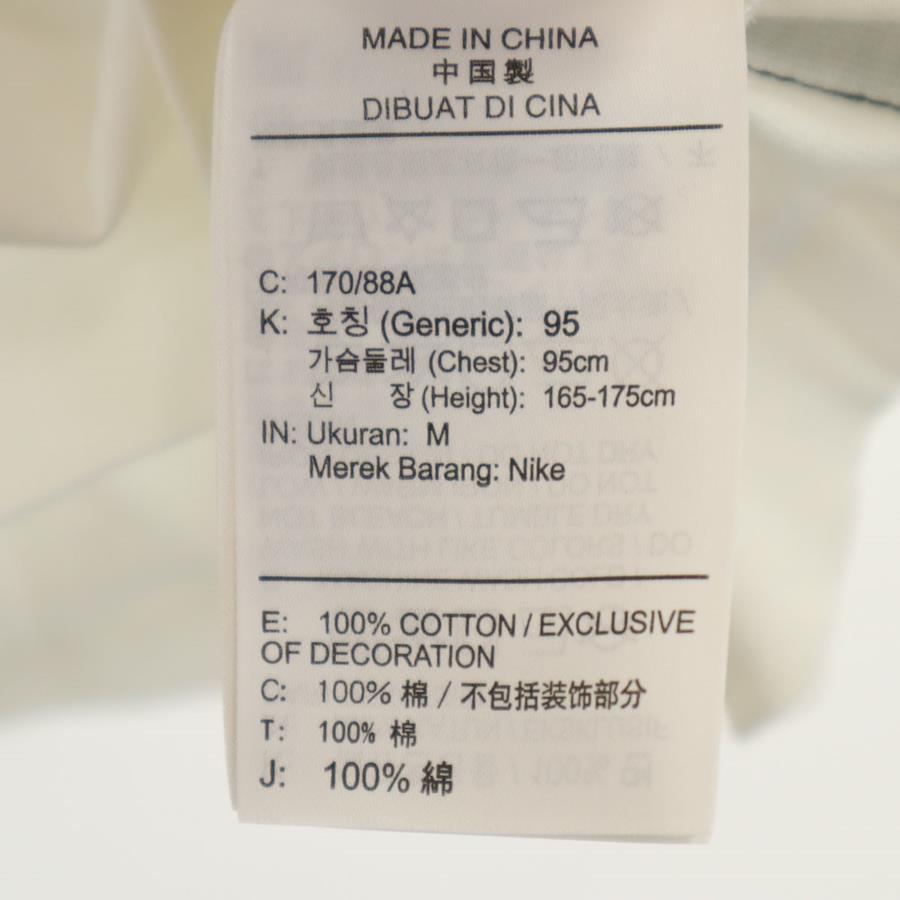 MADE IN CHINA
中国製
DIBUAT DI CINA
C: 170/88A
K: 호칭 (Generic): 95
가슴둘레 (Chest): 95cm
신 장 (Height): 165-175cm
IN: Ukuran: M
Merek Barang: Nike
E: 100% COTTON / EXCLUSIVE
OF DECORATION
C: 100% 棉 / 不包括装饰部分
T: 100% 棉
J: 100% 綿